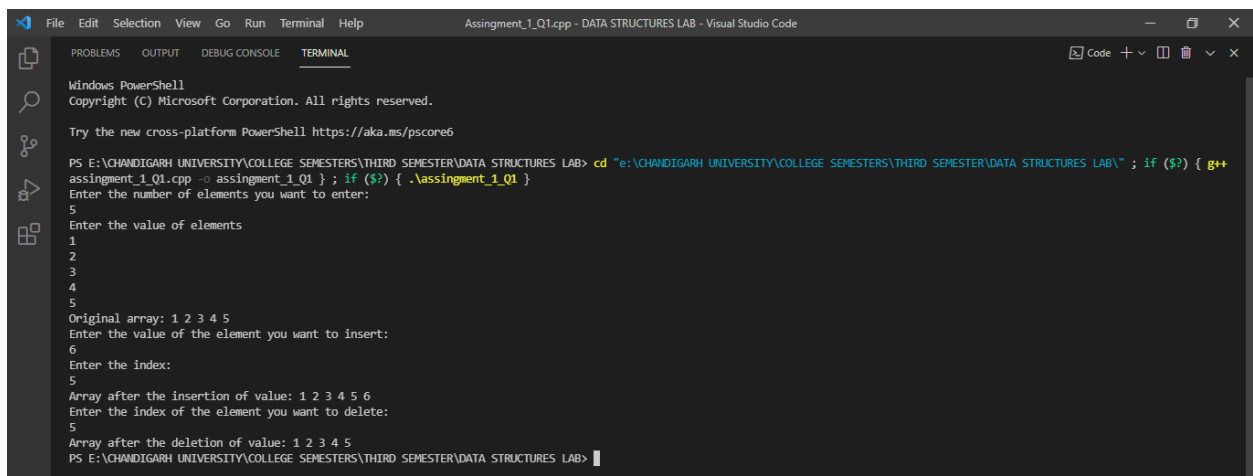 File Edit Selection View Go Run Terminal Help Assingment_1_Q1.cpp - DATA STRUCTURES LAB - Visual Studio Code
PROBLEMS OUTPUT DEBUG CONSOLE TERMINAL Code
Windows PowerShell
Copyright (C) Microsoft Corporation. All rights reserved.
Try the new cross-platform PowerShell https://aka.ms/pscore6
PS E:\CHANDIGARH UNIVERSITY\COLLEGE SEMESTERS\THIRD SEMESTER\DATA STRUCTURES LAB> cd "e:\CHANDIGARH UNIVERSITY\COLLEGE SEMESTERS\THIRD SEMESTER\DATA STRUCTURES LAB\" ; if ($?) { g++
assingment_1_Q1.cpp -o assingment_1_Q1 } ; if ($?) { .\assingment_1_Q1 }
Enter the number of elements you want to enter:
5
Enter the value of elements
1
2
3
4
5
Original array: 1 2 3 4 5
Enter the value of the element you want to insert:
6
Enter the index:
5
Array after the insertion of value: 1 2 3 4 5 6
Enter the index of the element you want to delete:
5
Array after the deletion of value: 1 2 3 4 5
PS E:\CHANDIGARH UNIVERSITY\COLLEGE SEMESTERS\THIRD SEMESTER\DATA STRUCTURES LAB>